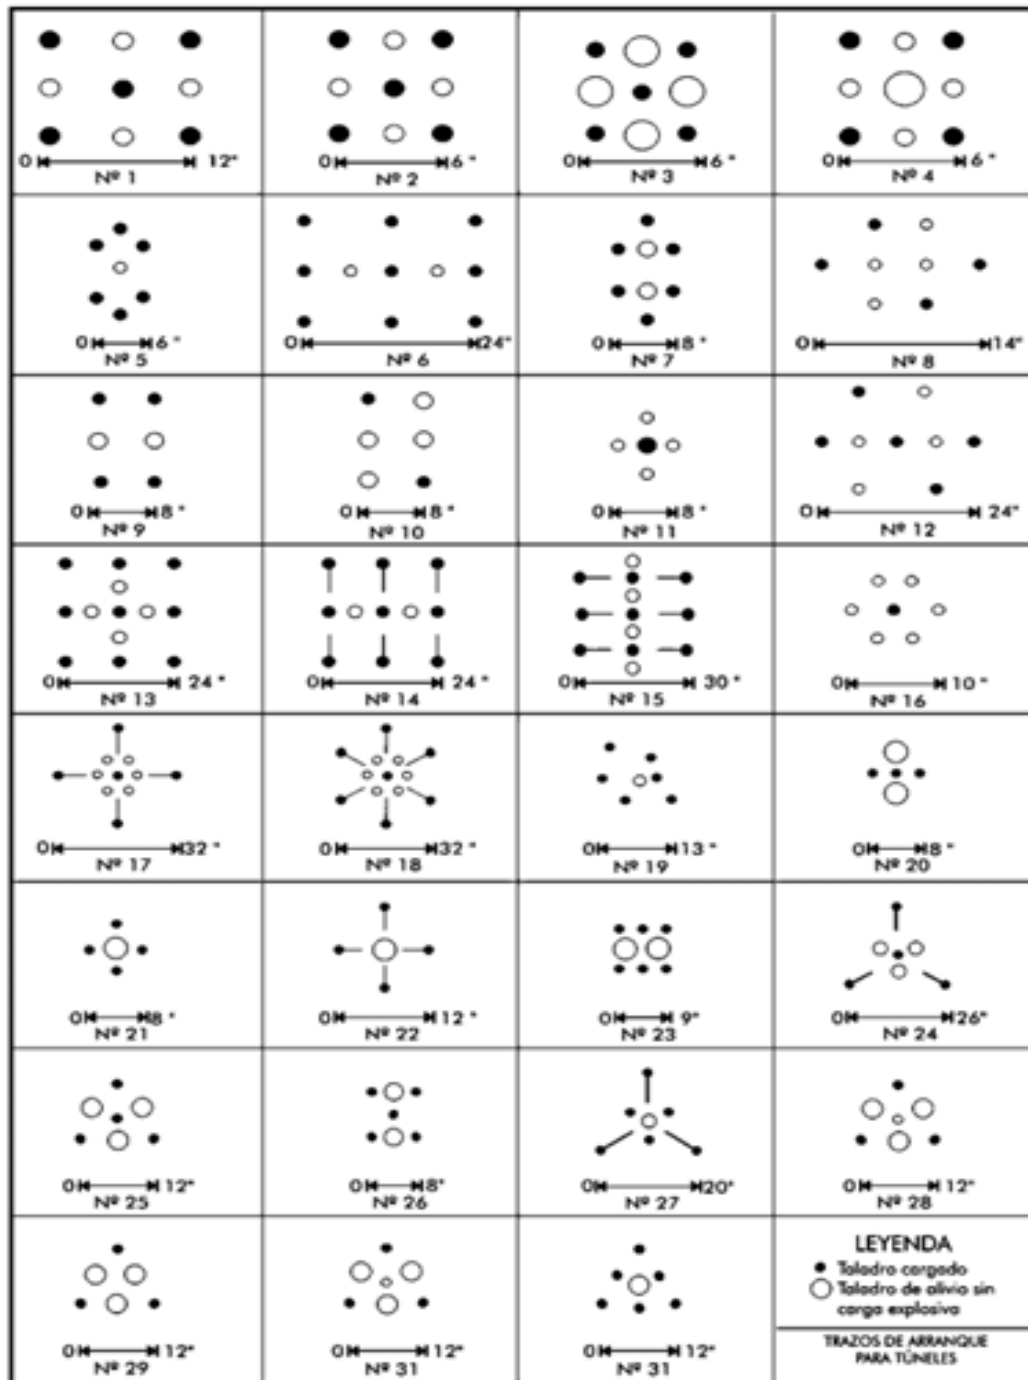 0 12"
Nº 1
0 6 "
Nº 2
0 6 "
Nº 3
0 6 "
Nº 4
0 6 "
Nº 5
0 24"
Nº 6
0 8 "
Nº 7
0 14"
Nº 8
0 8 "
Nº 9
0 8 "
Nº 10
0 8 "
Nº 11
0 24"
Nº 12
0 24 "
Nº 13
0 24 "
Nº 14
0 30 "
Nº 15
0 10 "
Nº 16
0 32 "
Nº 17
0 32 "
Nº 18
0 13 "
Nº 19
0 8 "
Nº 20
0 8 "
Nº 21
0 12 "
Nº 22
0 9"
Nº 23
0 26"
Nº 24
0 12"
Nº 25
0 8"
Nº 26
0 20"
Nº 27
0 12"
Nº 28
0 12"
Nº 29
0 12"
Nº 31
0 12"
Nº 31
LEYENDA
Taladro cargado
Taladro de alivio sin
carga explosiva
TRAZOS DE ARRANQUE
PARA TÚNELES